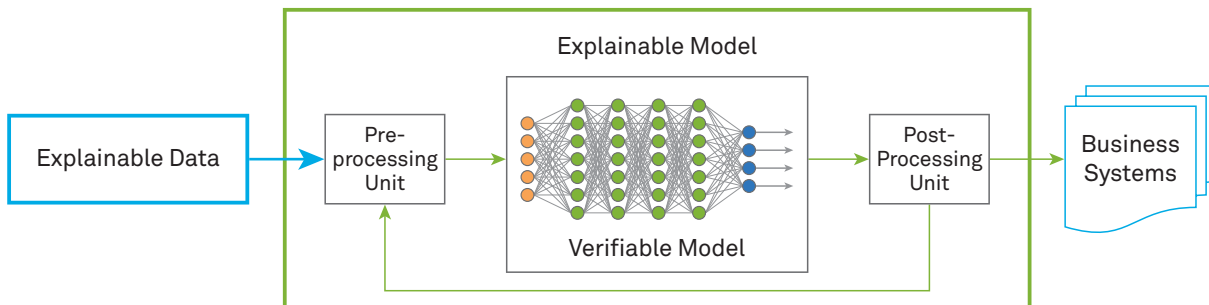 Explainable Model
Explainable Data
Pre-
processing
Unit
Verifiable Model
Post-
Processing
Unit
Business
Systems